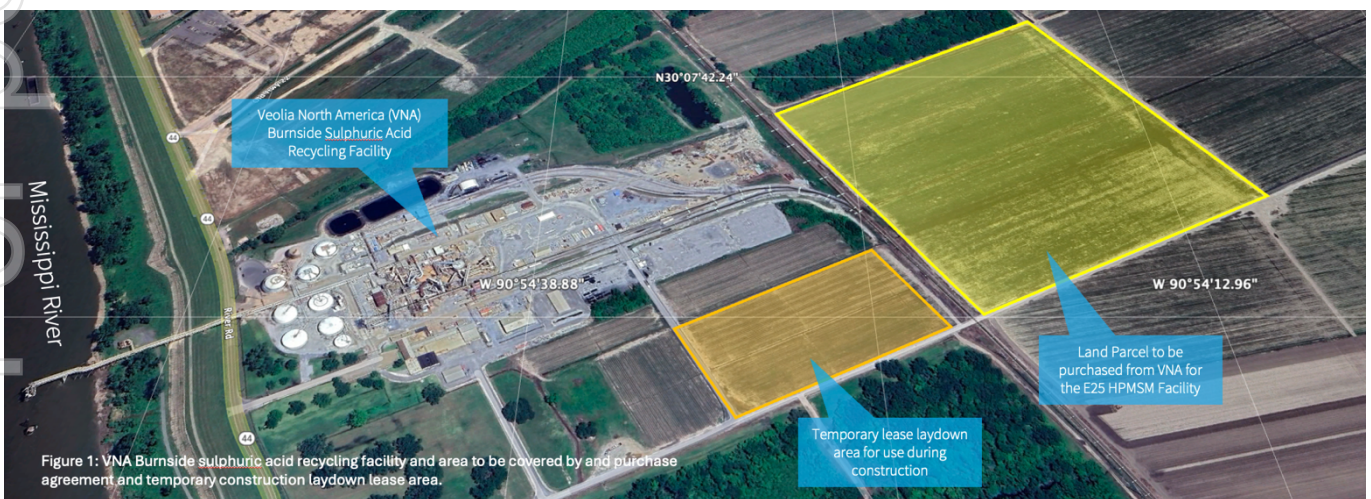 N30°07'42.24"
Veolia North America (VNA)
Burnside Sulphuric Acid
Recycling Facility
44
44
Mississippi River
River Rd
W 90°54'38.88"
W 90°54'12.96"
Land Parcel to be
purchased from VNA for
the E25 HPMSM Facility
Temporary lease laydown
area for use during
construction
44
Figure 1: VNA Burnside sulphuric acid recycling facility and area to be covered by and purchase
agreement and temporary construction laydown lease area.